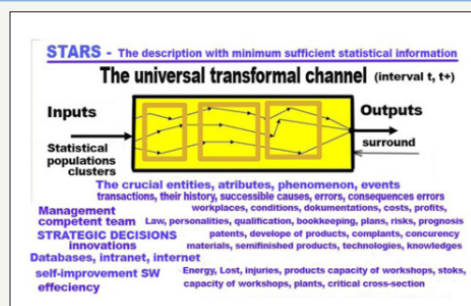 STARS - The description with minimum sufficient statistical information
The universal transformal channel (interval t, t+)
Inputs
Outputs
Statistical
populations
clusters
surround
The crucial entities, atributes, phenomenon, events
transactions, their history, successible causes, errors, consequences errors
Management workplaces, conditions, dokumentations, costs, profits,
competent team Law, personalities, qualification, bookkeeping, plans, risks, prognosis
STRATEGIC DECISIONS patents, develope of products, complants, concurency
innovations materials, semifinished products, technologies, knowledges
Databases, intranet, internet
self-improvement SW Energy, Lost, injuries, products capacity of workshops, stoks,
effeciency capacity of workshops, plants, critical cross-section